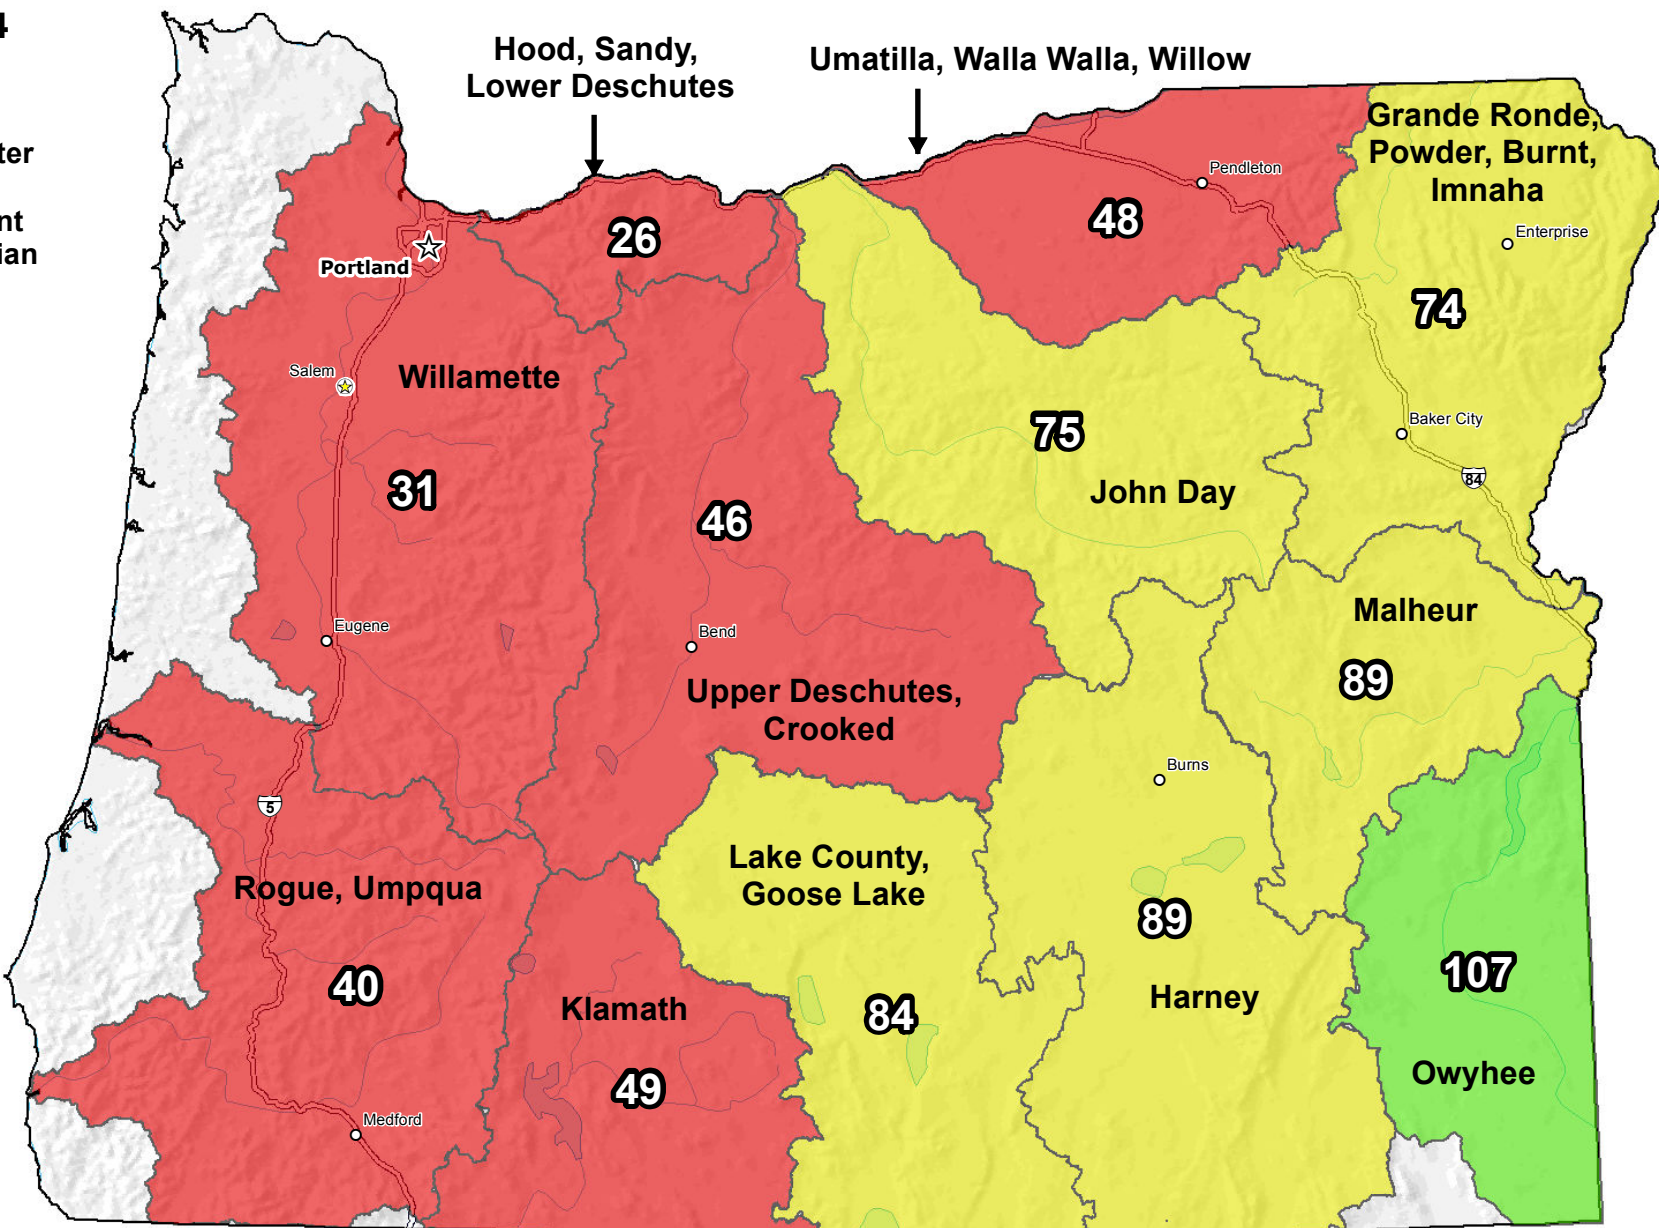 4
Hood, Sandy,
Lower Deschutes
Umatilla, Walla Walla, Willow
Grande Ronde,
Powder, Burnt,
Imnaha
Pendleton
Enterprise
26
48
Portland
74
Salem
Willamette
75
Baker City
John Day
84
31
46
Malheur
Eugene
Bend
89
Upper Deschutes,
Crooked
Burns
5
Lake County,
Goose Lake
Rogue, Umpqua
89
107
40
Klamath
84
Harney
49
Owyhee
Medford